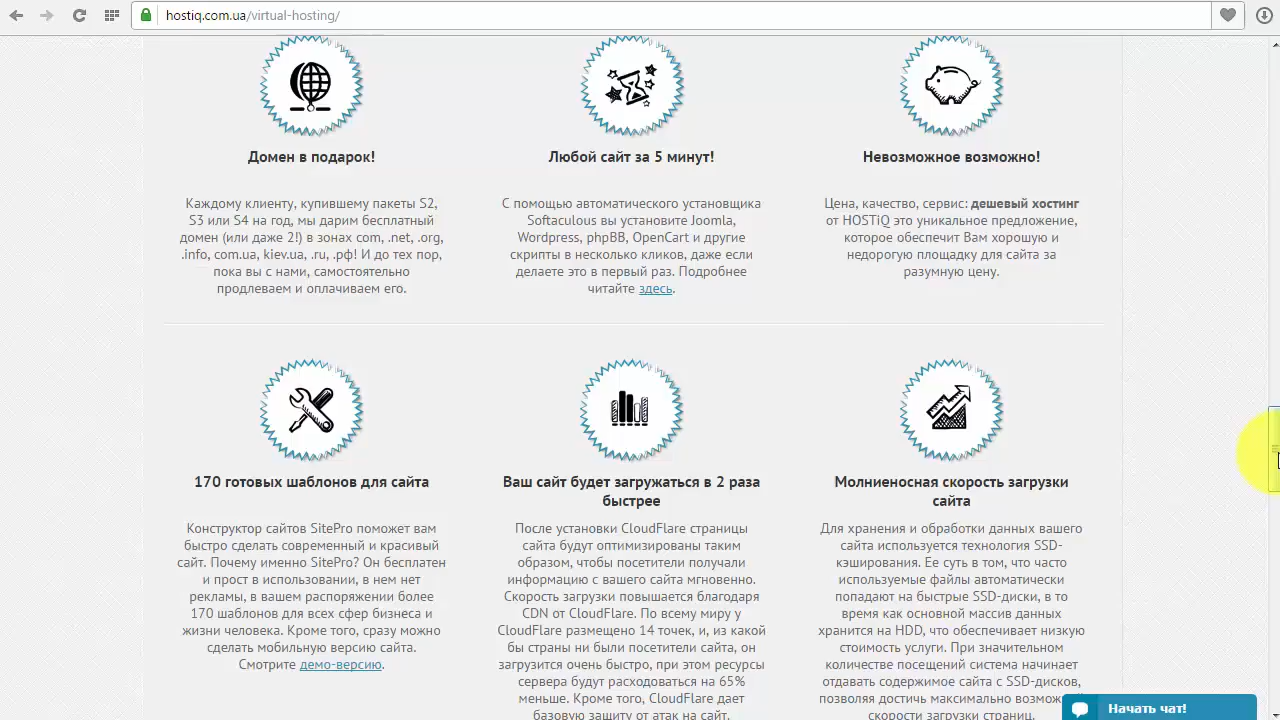 hostiq.com.ua/virtual-hosting/
Домен в подарок!
Каждому клиенту, купившему пакеты S2,
S3 или S4 на год, мы дарим бесплатный
домен (или даже 2!) в зонах com, .net, .org,
.info, com.ua, kiev.ua, .ru, .рф! И до тех пор,
пока вы с нами, самостоятельно
продлеваем и оплачиваем его.
Любой сайт за 5 минут!
С помощью автоматического установщика
Softaculous вы установите Joomla,
Wordpress, phpBB, OpenCart и другие
скрипты в несколько кликов, даже если
делаете это в первый раз. Подробнее
читайте здесь.
Невозможное возможно!
Цена, качество, сервис: дешевый хостинг
от HOSTiQ это уникальное предложение,
которое обеспечит Вам хорошую и
недорогую площадку для сайта за
разумную цену.
170 готовых шаблонов для сайта
Конструктор сайтов SitePro поможет вам
быстро сделать современный и красивый
сайт. Почему именно SitePro? Он бесплатен
и прост в использовании, в нем нет
рекламы, в вашем распоряжении более
170 шаблонов для всех сфер бизнеса и
жизни человека. Кроме того, сразу можно
сделать мобильную версию сайта.
Смотрите демо-версию.
Ваш сайт будет загружаться в 2 раза
быстрее
После установки CloudFlare страницы
сайта будут оптимизированы таким
образом, чтобы посетители получали
информацию с вашего сайта мгновенно.
Скорость загрузки повышается благодаря
CDN от CloudFlare. По всему миру у
CloudFlare размещено 14 точек, и, из какой
бы страны ни были посетители сайта, он
загрузится очень быстро, при этом ресурсы
сервера будут расходоваться на 65%
меньше. Кроме того, CloudFlare дает
базовую защиту от атак на сайт.
Молниеносная скорость загрузки
сайта
Для хранения и обработки данных вашего
сайта используется технология SSD-
кэширования. Ее суть в том, что часто
используемые файлы автоматически
попадают на быстрые SSD-диски, в то
время как основной массив данных
хранится на HDD, что обеспечивает низкую
стоимость услуги. При значительном
количестве посещений система начинает
отдавать содержимое сайта с SSD-дисков,
позволяя достичь максимально
скорости загрузки страниц.
Начать чат!